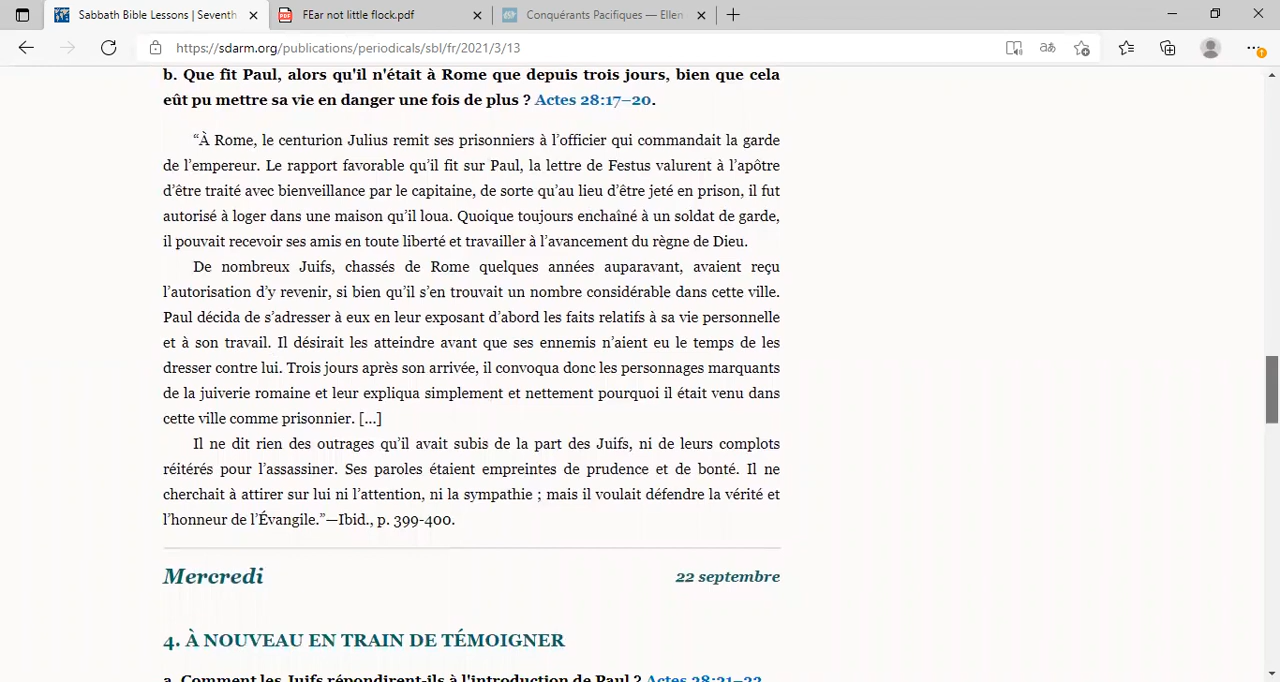 Sabbath Bible Lessons | Seventh
FEar not little flock.pdf
Conquérants Pacifiques — Ellen
https://sdarm.org/publications/periodicals/sbl/fr/2021/3/13
b. Que fit Paul, alors qu'il n'était à Rome que depuis trois jours, bien que cela
eût pu mettre sa vie en danger une fois de plus ? Actes 28:17–20.
“À Rome, le centurion Julius remit ses prisonniers à l’officier qui commandait la garde
de l’empereur. Le rapport favorable qu’il fit sur Paul, la lettre de Festus valurent à l’apôtre
d’être traité avec bienveillance par le capitaine, de sorte qu’au lieu d’être jeté en prison, il fut
autorisé à loger dans une maison qu’il loua. Quoique toujours enchaîné à un soldat de garde,
il pouvait recevoir ses amis en toute liberté et travailler à l’avancement du règne de Dieu.
De nombreux Juifs, chassés de Rome quelques années auparavant, avaient reçu
l’autorisation d’y revenir, si bien qu’il s’en trouvait un nombre considérable dans cette ville.
Paul décida de s’adresser à eux en leur exposant d’abord les faits relatifs à sa vie personnelle
et à son travail. Il désirait les atteindre avant que ses ennemis n’aient eu le temps de les
dresser contre lui. Trois jours après son arrivée, il convoqua donc les personnages marquants
de la juiverie romaine et leur expliqua simplement et nettement pourquoi il était venu dans
cette ville comme prisonnier. [...]
Il ne dit rien des outrages qu’il avait subis de la part des Juifs, ni de leurs complots
réitérés pour l’assassiner. Ses paroles étaient empreintes de prudence et de bonté. Il ne
cherchait à attirer sur lui ni l’attention, ni la sympathie ; mais il voulait défendre la vérité et
l’honneur de l’Évangile.”—Ibid., p. 399-400.
Mercredi
22 septembre
4. À NOUVEAU EN TRAIN DE TÉMOIGNER
a. Comment les Juifs répondirent-ils à l'introduction de Paul ? Actes 28:21–22.